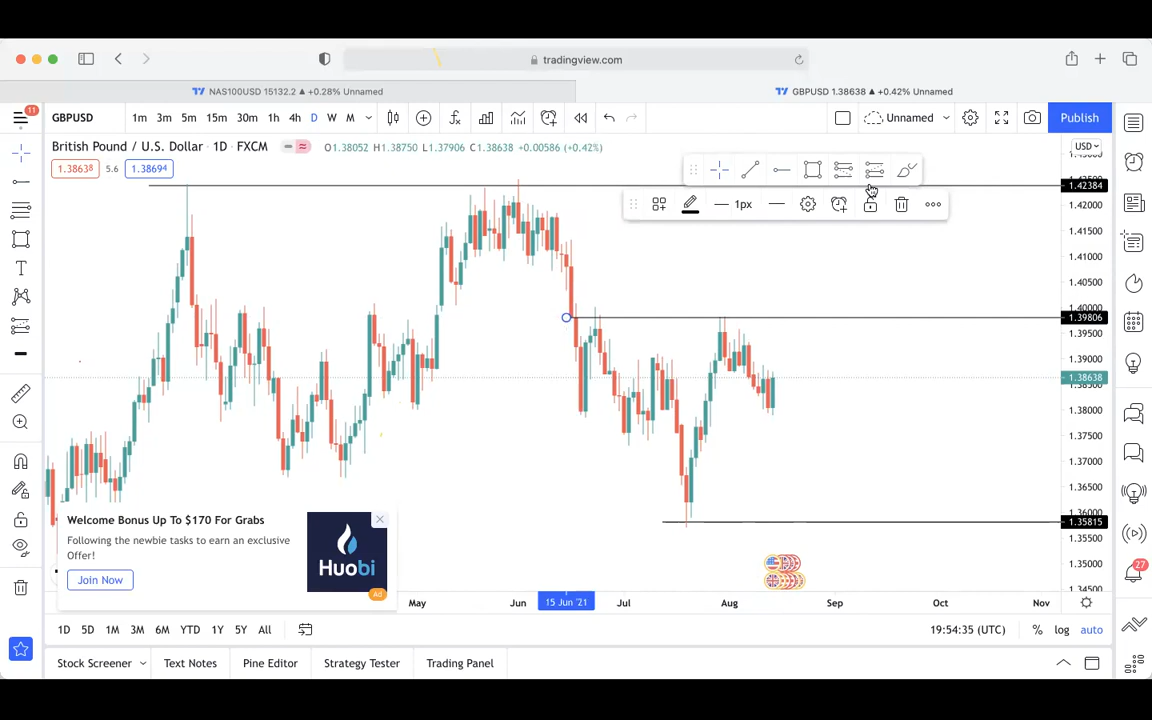 tradingview.com
NAS100USD 15132.2 ▲ +0.28% Unnamed
GBPUSD 1.38638 ▲ +0.42% Unnamed
11
GBPUSD 1m 3m 5m 15m 30m 1h 4h D W M Unnamed Publish
British Pound / U.S. Dollar · 1D · FXCM O1.38052 H1.38750 L1.37906 C1.38638 +0.00586 (+0.42%)
USD
1.38638 5.6 1.38694
1px
1.42384
1.42000
1.41500
1.41000
1.40500
1.40000
1.39806
1.39500
1.39000
1.38638
1.38500
1.38000
1.37500
1.37000
1.36500
1.36000
1.35815
1.35500
1.35000
1.34500
Welcome Bonus Up To $170 For Grabs
Following the newbie tasks to earn an exclusive
Offer!
Join Now
Huobi
Ad
27
May Jun 15 Jun '21 Jul Aug Sep Oct Nov
1D 5D 1M 3M 6M YTD 1Y 5Y All 19:54:35 (UTC) % log auto
Stock Screener Text Notes Pine Editor Strategy Tester Trading Panel